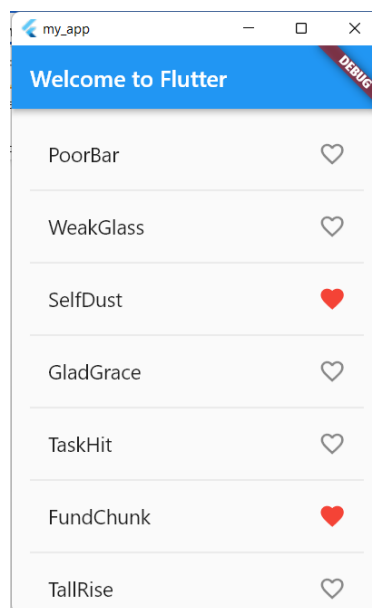 my_app
Welcome to Flutter
DEBUG
PoorBar
WeakGlass
SelfDust
GladGrace
TaskHit
FundChunk
TallRise